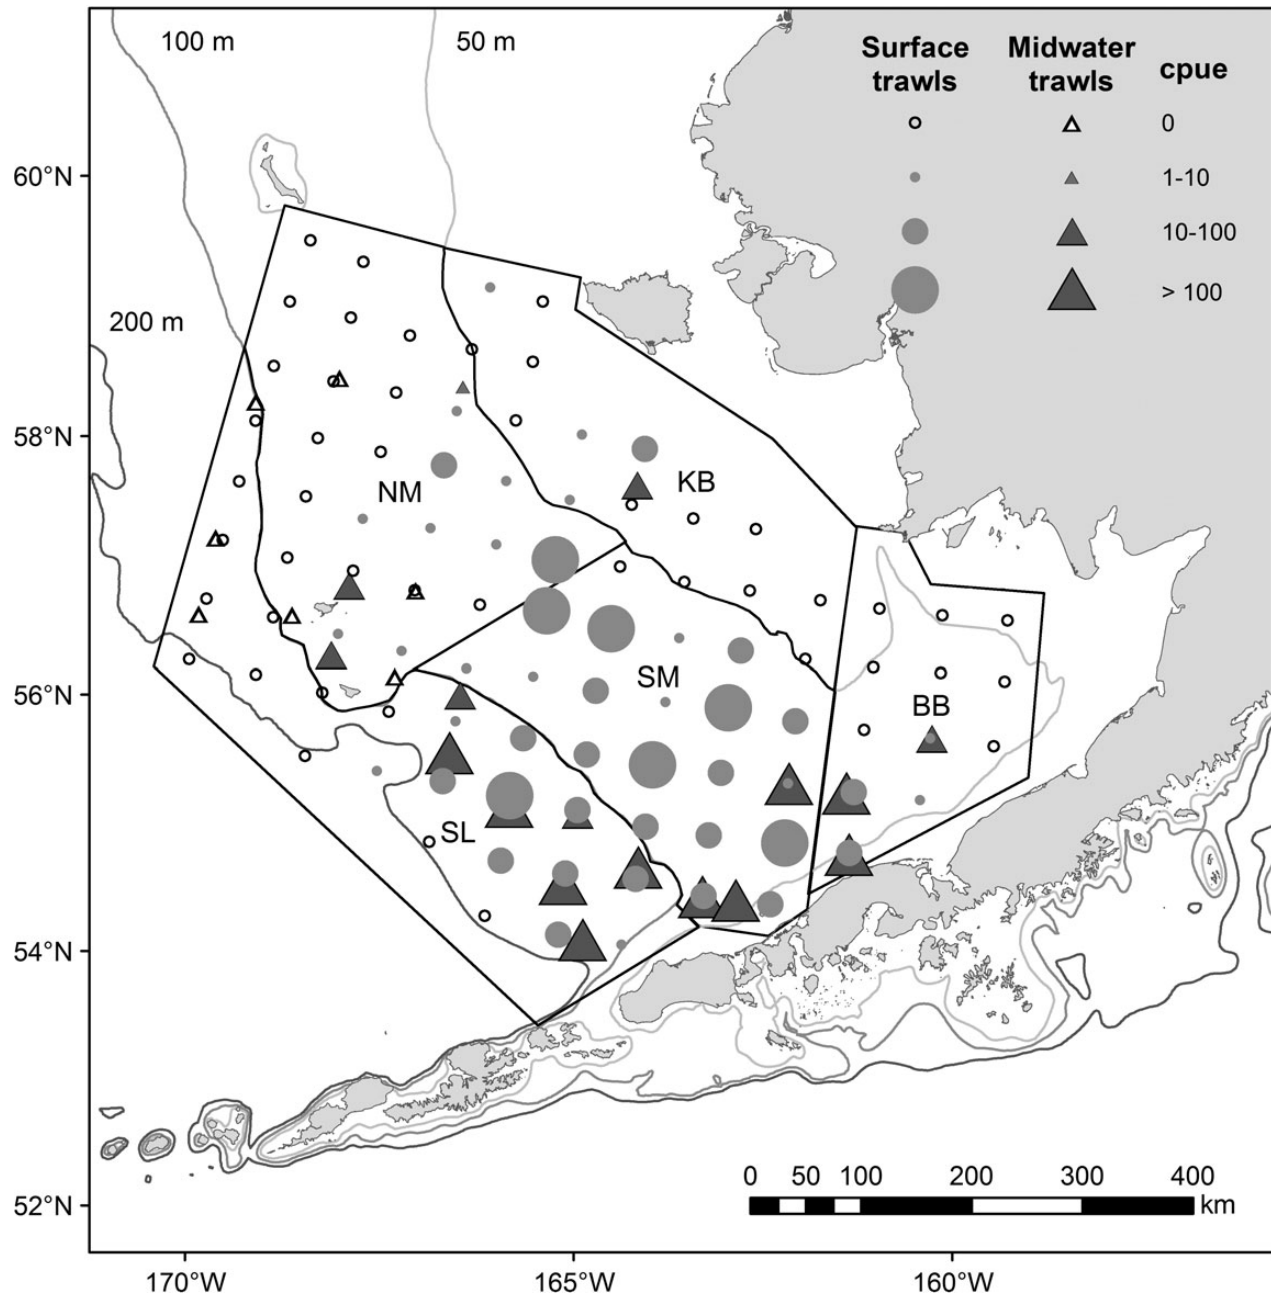 100 m
50 m
Surface trawls
Midwater trawls
cpue
0
1-10
10-100
> 100
60°N
200 m
58°N
NM
KB
56°N
SM
BB
SL
54°N
52°N
0 50 100 200 300 400
km
170°W 165°W 160°W